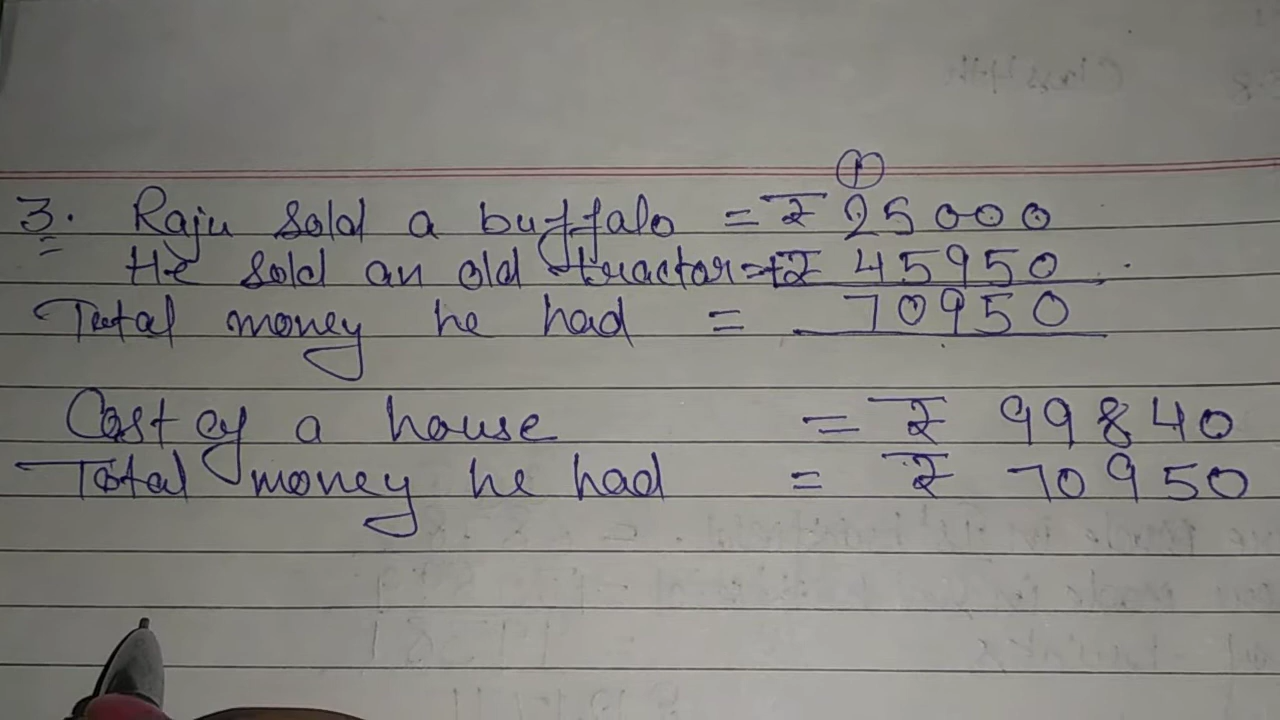 ①
3. Raju sold a buffalo = ₹ 25000
He sold an old tractor = +₹ 45950
Total money he had = 70950
Cost of a house = ₹ 99840
Total money he had = ₹ 70950